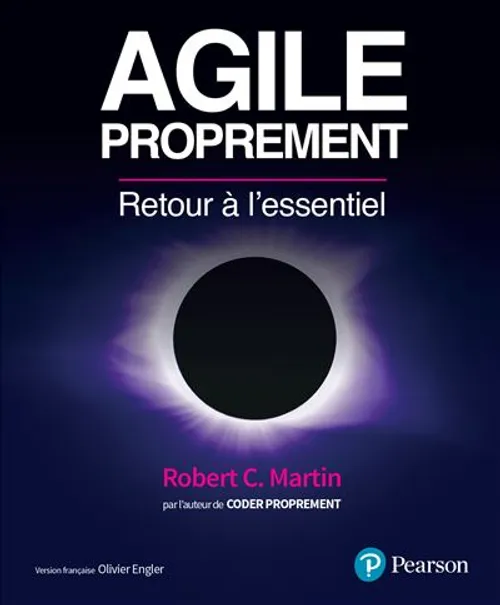 AGILE
PROPREMENT
Retour à l'essentiel
Robert C. Martin
par l'auteur de CODER PROPREMENT
Version française Olivier Engler
Pearson